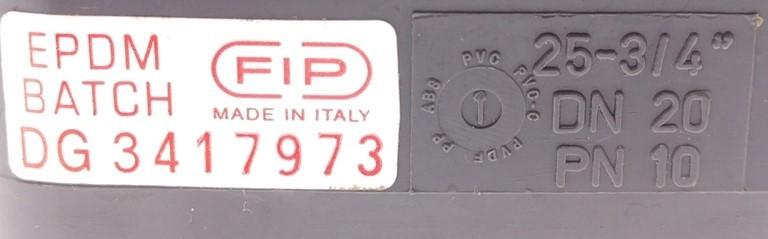 EPDM
BATCH
DG 3417973
FIP
MADE IN ITALY
ABS PVC PVC-C PVDF PP
25-3/4"
DN 20
PN 10